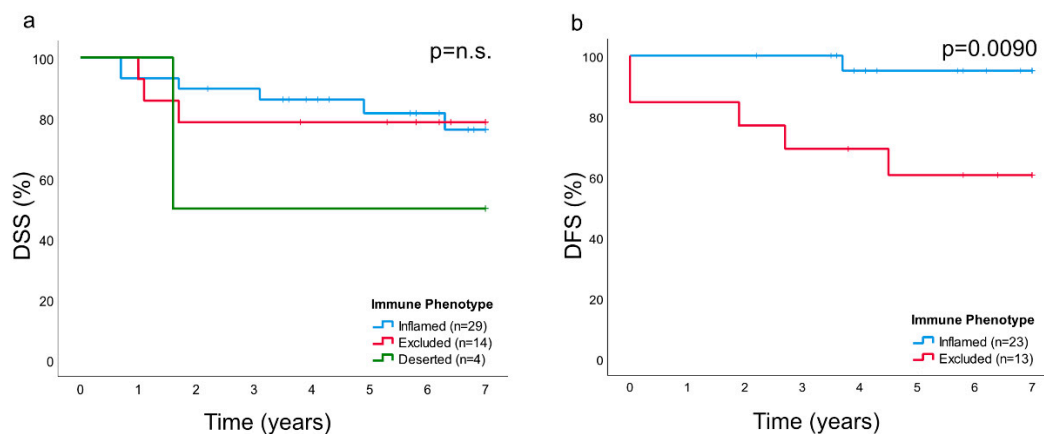 a
p=n.s.
100
80
60
40
20
0
DSS (%)
Immune Phenotype
Inflamed (n=29)
Excluded (n=14)
Deserted (n=4)
0 1 2 3 4 5 6 7
Time (years)
b
p=0.0090
100
80
60
40
20
0
DFS (%)
Immune Phenotype
Inflamed (n=23)
Excluded (n=13)
0 1 2 3 4 5 6 7
Time (years)